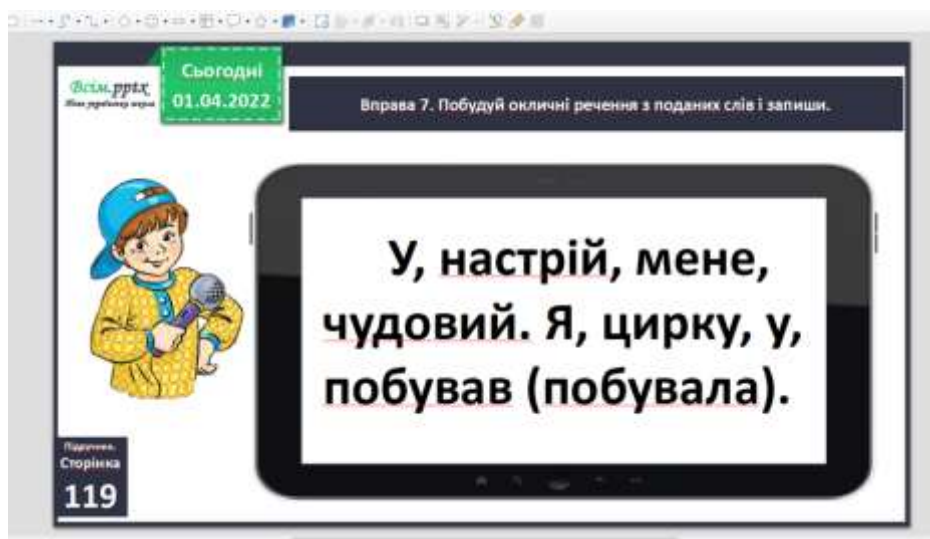 Всім.pptx
Сьогодні
01.04.2022
Вправа 7. Побудуй окличні речення з поданих слів і запиши.
У, настрій, мене,
чудовий. Я, цирку, у,
побував (побувала).
Підручник.
Сторінка
119